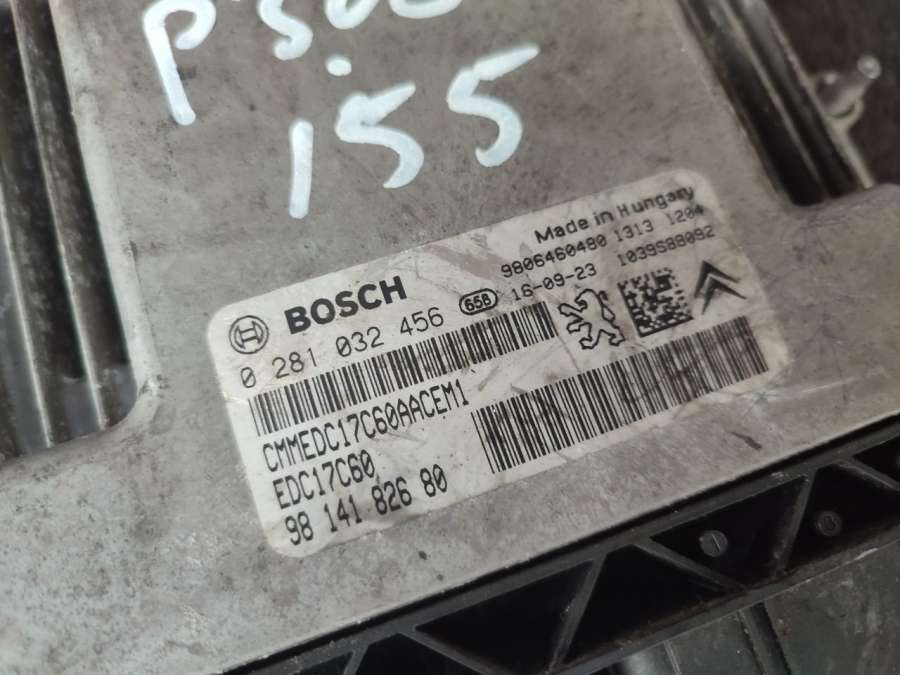 155
Made in Hungary
9806460480 1313 1204
BOSCH
0 281 032 456 658 16-09-23 1039S88092
CMMEDC17C60AACEM1
EDC17C60
98 141 826 80